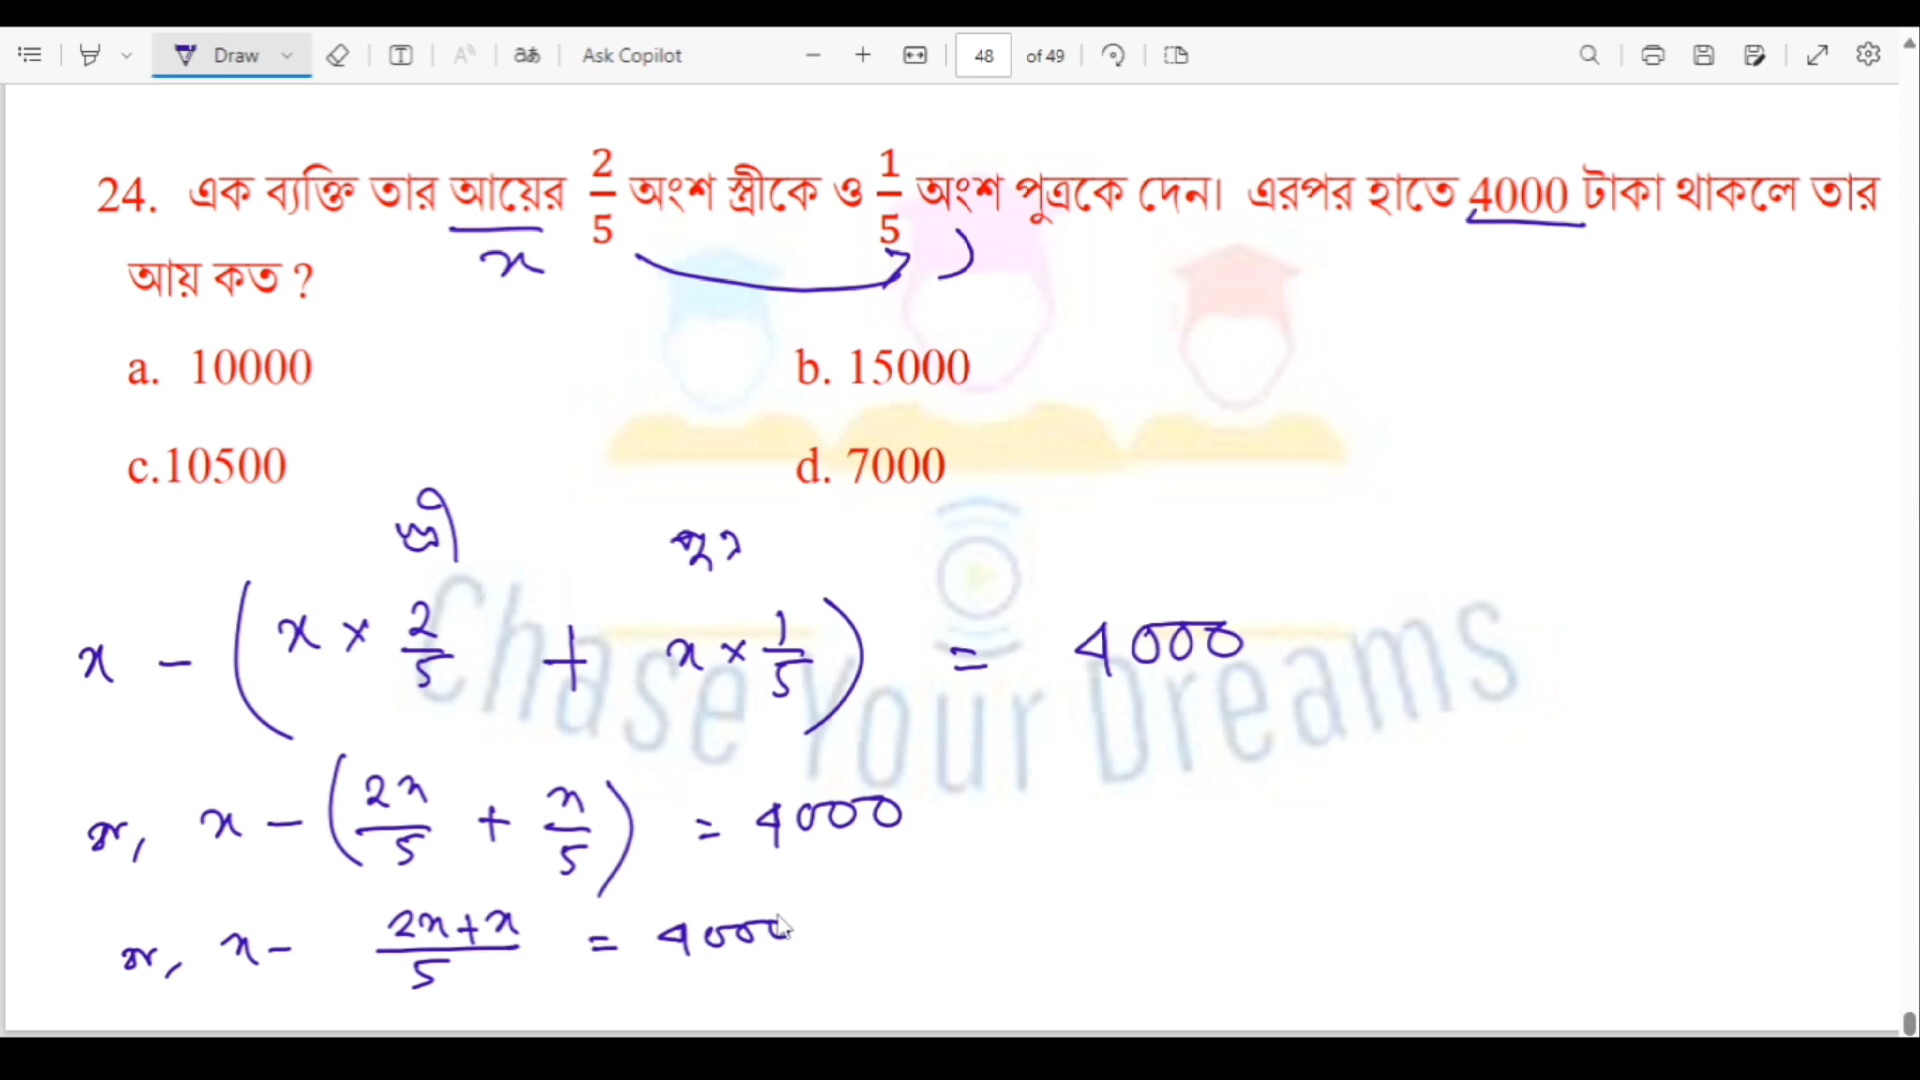 Draw Ask Copilot 48 of 49
24. এক ব্যক্তি তার আয়ের 2/5 অংশ স্ত্রীকে ও 1/5 অংশ পুত্রকে দেন। এরপর হাতে 4000 টাকা থাকলে তার
x
আয় কত ?
a. 10000 b. 15000
c.10500 d. 7000
স্ত্রী
x - (x × 2/5 + x × 1/5) = 4000
or, x - (2x/5 + x/5) = 4000
or, x - (2x+x)/5 = 4000
Chase Your Dreams